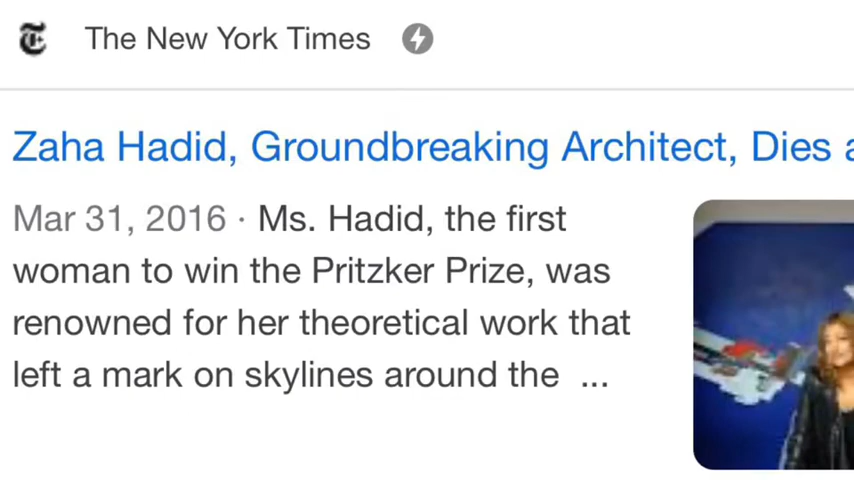 The New York Times
Zaha Hadid, Groundbreaking Architect, Dies a
Mar 31, 2016 · Ms. Hadid, the first
woman to win the Pritzker Prize, was
renowned for her theoretical work that
left a mark on skylines around the ...